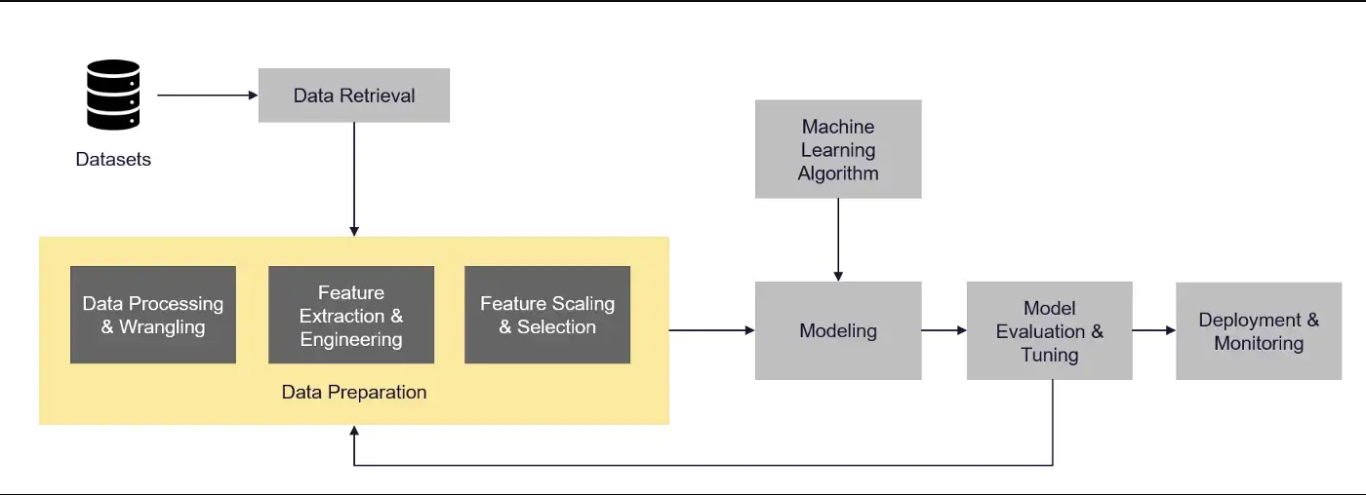 Datasets
Data Retrieval
Data Processing
& Wrangling
Feature
Extraction &
Engineering
Feature Scaling
& Selection
Data Preparation
Machine
Learning
Algorithm
Modeling
Model
Evaluation &
Tuning
Deployment &
Monitoring